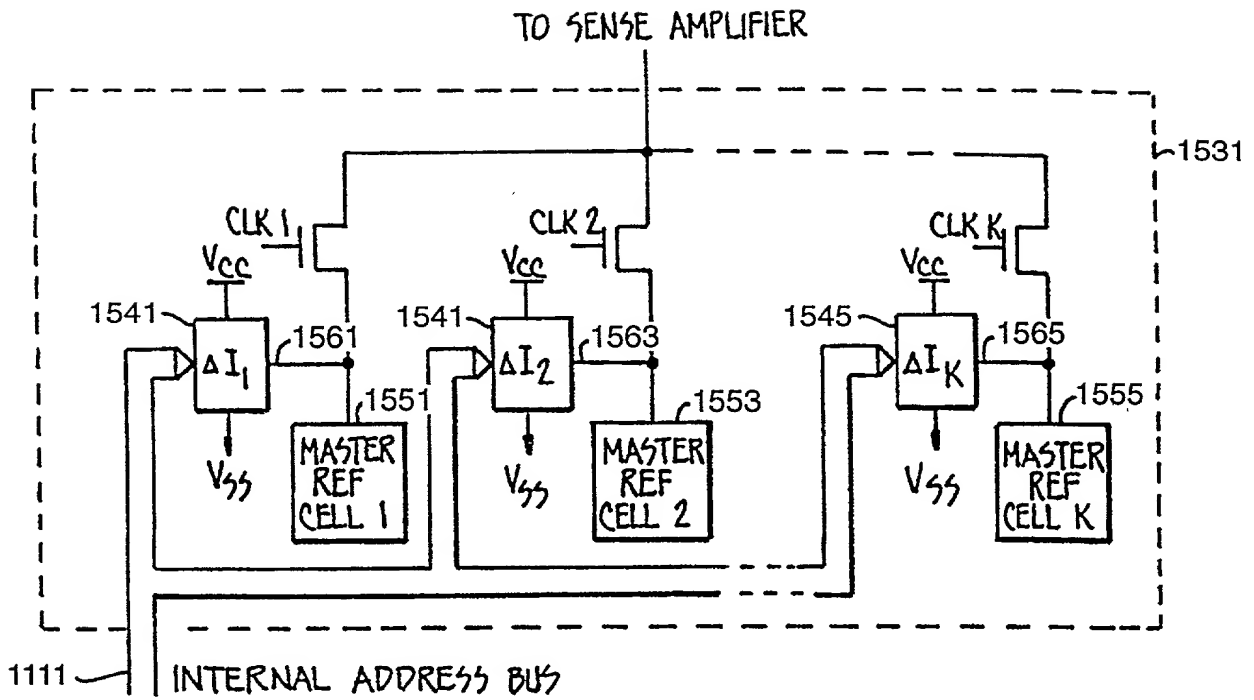 TO SENSE AMPLIFIER
1531
CLK 1
CLK 2
CLK K
VCC
VCC
VCC
1541
1561
1541
1563
1545
1565
ΔI1
ΔI2
ΔIK
1551
1553
1555
VSS
VSS
VSS
MASTER
REF
CELL 1
MASTER
REF
CELL 2
MASTER
REF
CELL K
1111
INTERNAL ADDRESS BUS